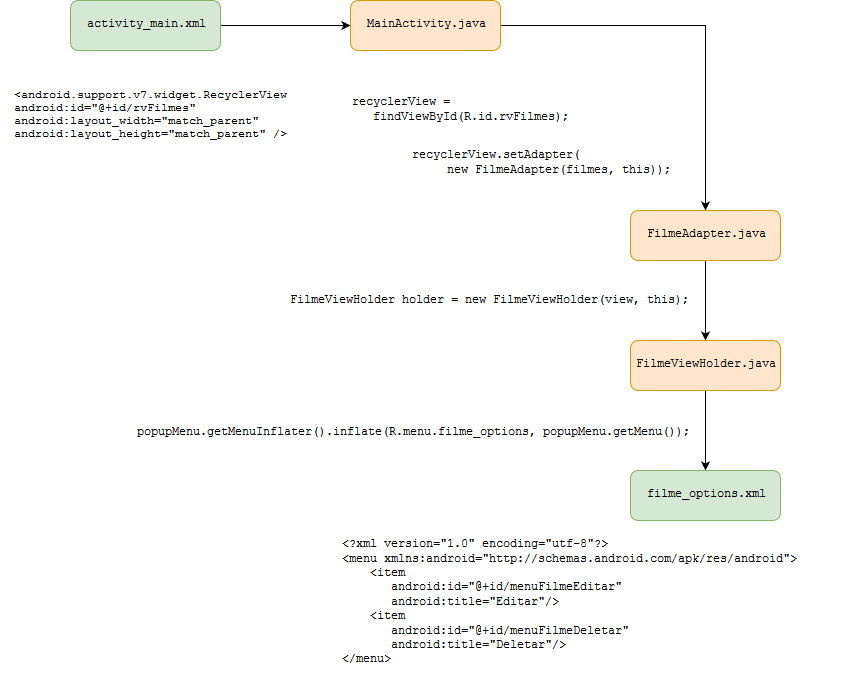 activity_main.xml
MainActivity.java
<android.support.v7.widget.RecyclerView
android:id="@+id/rvFilmes"
android:layout_width="match_parent"
android:layout_height="match_parent" />
recyclerView =
findViewById(R.id.rvFilmes);
recyclerView.setAdapter(
new FilmeAdapter(filmes, this));
FilmeAdapter.java
FilmeViewHolder holder = new FilmeViewHolder(view, this);
FilmeViewHolder.java
popupMenu.getMenuInflater().inflate(R.menu.filme_options, popupMenu.getMenu());
filme_options.xml
<?xml version="1.0" encoding="utf-8"?>
<menu xmlns:android="http://schemas.android.com/apk/res/android">
<item
android:id="@+id/menuFilmeEditar"
android:title="Editar"/>
<item
android:id="@+id/menuFilmeDeletar"
android:title="Deletar"/>
</menu>